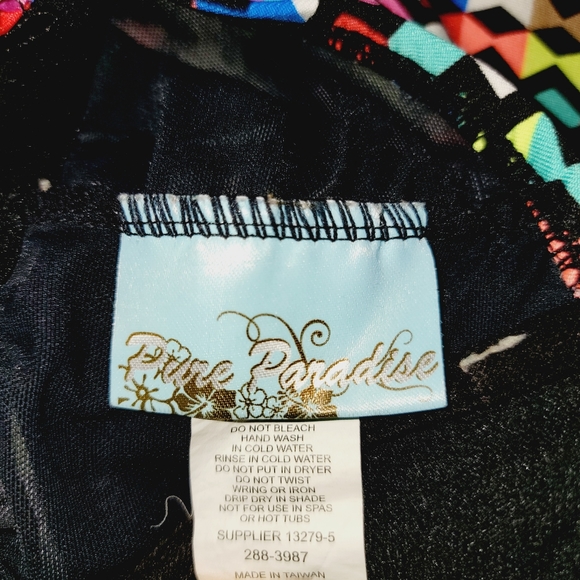 Pure Paradise
DO NOT BLEACH
HAND WASH
IN COLD WATER
RINSE IN COLD WATER
DO NOT PUT IN DRYER
DO NOT TWIST
WRING OR IRON
DRIP DRY IN SHADE
NOT FOR USE IN SPAS
OR HOT TUBS
SUPPLIER 13279-5
288-3987
MADE IN TAIWAN